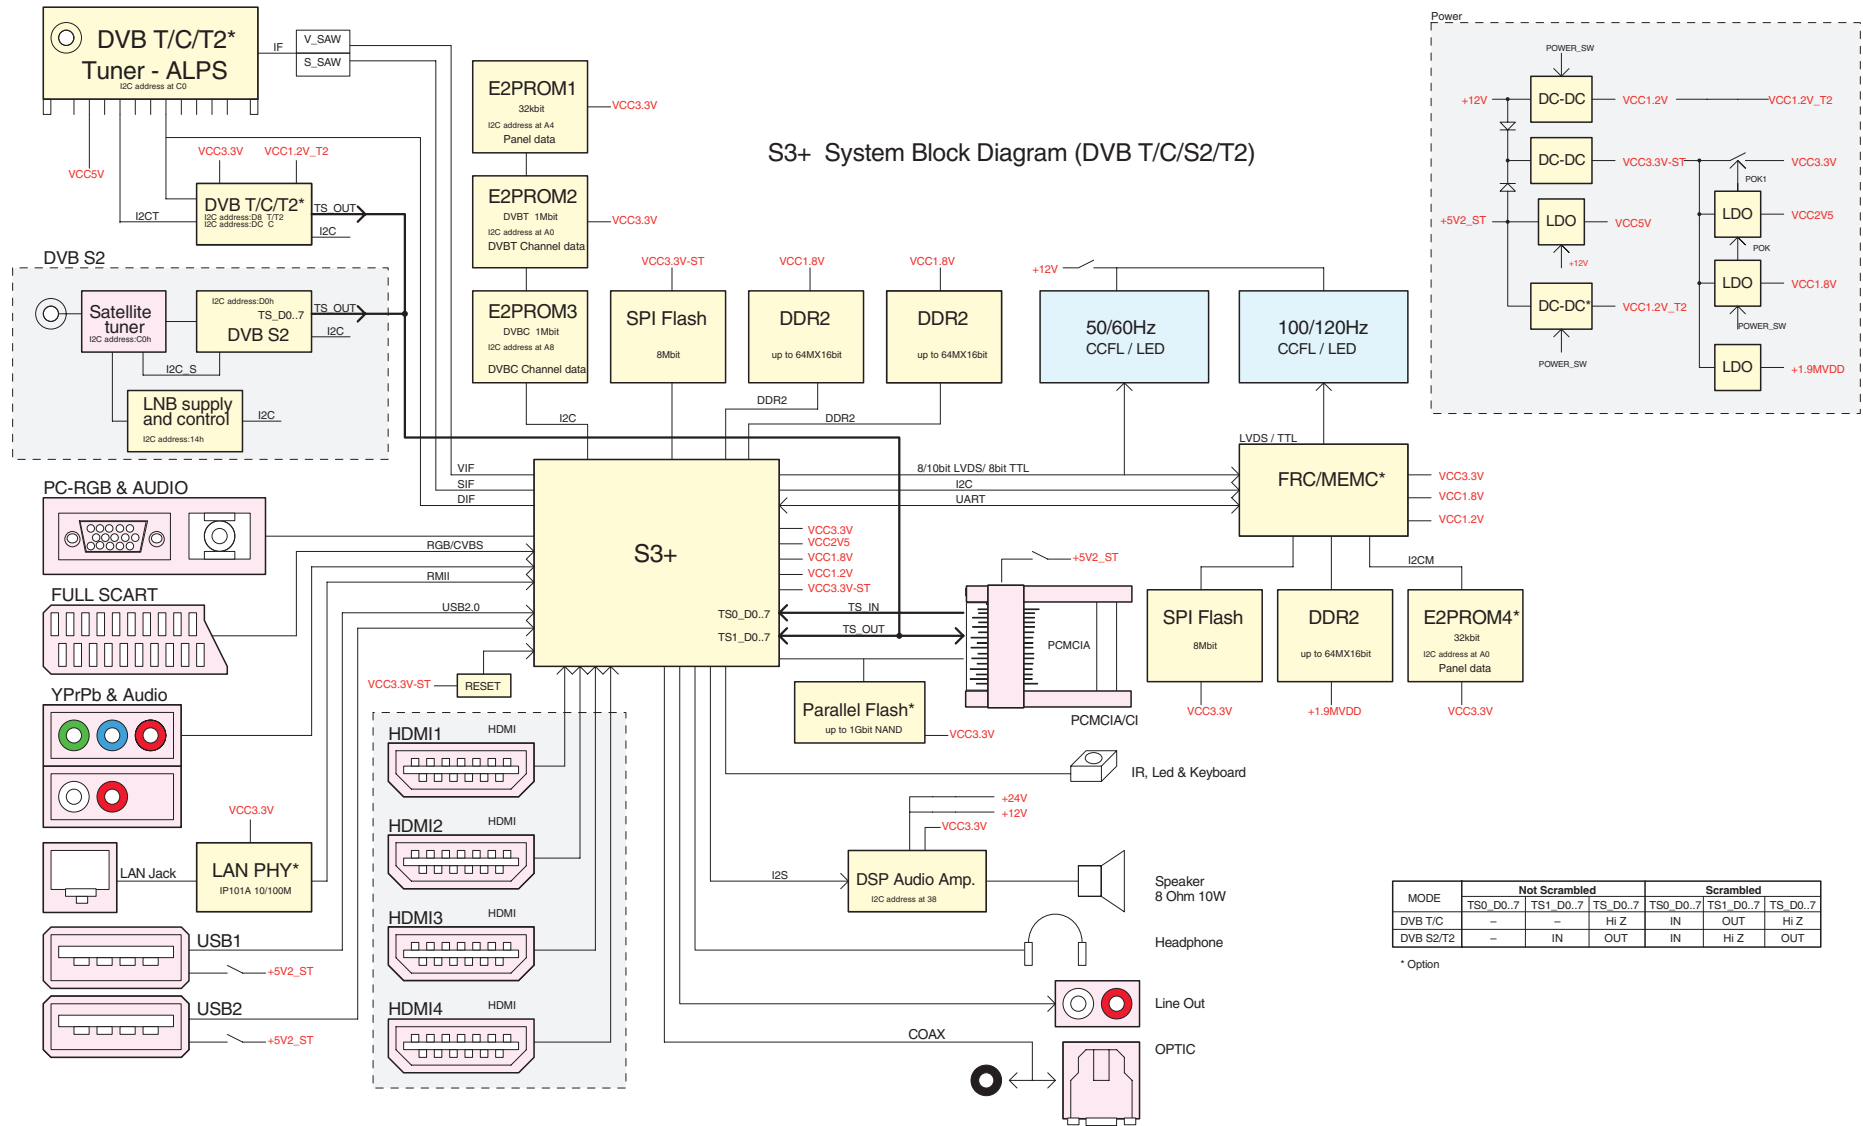 S3+ System Block Diagram (DVB T/C/S2/T2)
DVB T/C/T2*
Tuner - ALPS
I2C address at C0
IF
V_SAW
S_SAW
VCC5V
VCC3.3V
VCC1.2V_T2
DVB T/C/T2*
I2C address:D8 T/T2
I2C address:DC C
I2CT
TS_OUT
I2C
DVB S2
Satellite
tuner
I2C address:C0h
I2C address:D0h
TS_D0..7
DVB S2
TS_OUT
I2C
I2C_S
LNB supply
and control
I2C address:14h
I2C
E2PROM1
32kbit
I2C address at A4
Panel data
VCC3.3V
E2PROM2
DVBT 1Mbit
I2C address at A0
DVBT Channel data
VCC3.3V
E2PROM3
DVBC 1Mbit
I2C address at A8
DVBC Channel data
I2C
VCC3.3V-ST
SPI Flash
8Mbit
VCC1.8V
DDR2
up to 64MX16bit
DDR2
VCC1.8V
DDR2
up to 64MX16bit
DDR2
+12V
50/60Hz
CCFL / LED
100/120Hz
CCFL / LED
Power
POWER_SW
+12V
DC-DC
VCC1.2V
VCC1.2V_T2
DC-DC
VCC3.3V-ST
VCC3.3V
POK1
+5V2_ST
LDO
VCC5V
+12V
LDO
VCC2V5
POK
DC-DC*
VCC1.2V_T2
POWER_SW
LDO
VCC1.8V
POWER_SW
LDO
+1.9MVDD
VIF
SIF
DIF
S3+
8/10bit LVDS/ 8bit TTL
I2C
UART
LVDS / TTL
FRC/MEMC*
VCC3.3V
VCC1.8V
VCC1.2V
VCC3.3V
VCC2V5
VCC1.8V
VCC1.2V
VCC3.3V-ST
TS0_D0..7
TS1_D0..7
TS_IN
TS_OUT
+5V2_ST
PCMCIA
PCMCIA/CI
I2CM
SPI Flash
8Mbit
VCC3.3V
DDR2
up to 64MX16bit
+1.9MVDD
E2PROM4*
32kbit
I2C address at A0
Panel data
VCC3.3V
PC-RGB & AUDIO
RGB/CVBS
RMII
USB2.0
FULL SCART
VCC3.3V-ST
RESET
YPrPb & Audio
VCC3.3V
LAN Jack
LAN PHY*
IP101A 10/100M
USB1
+5V2_ST
USB2
+5V2_ST
HDMI1
HDMI
HDMI2
HDMI
HDMI3
HDMI
HDMI4
HDMI
Parallel Flash*
up to 1Gbit NAND
VCC3.3V
IR, Led & Keyboard
+24V
+12V
VCC3.3V
I2S
DSP Audio Amp.
I2C address at 38
Speaker
8 Ohm 10W
Headphone
Line Out
COAX
OPTIC
MODE Not Scrambled Scrambled
TS0_D0..7 TS1_D0..7 TS_D0..7 TS0_D0..7 TS1_D0..7 TS_D0..7
DVB T/C – – Hi Z IN OUT Hi Z
DVB S2/T2 – IN OUT IN Hi Z OUT
* Option